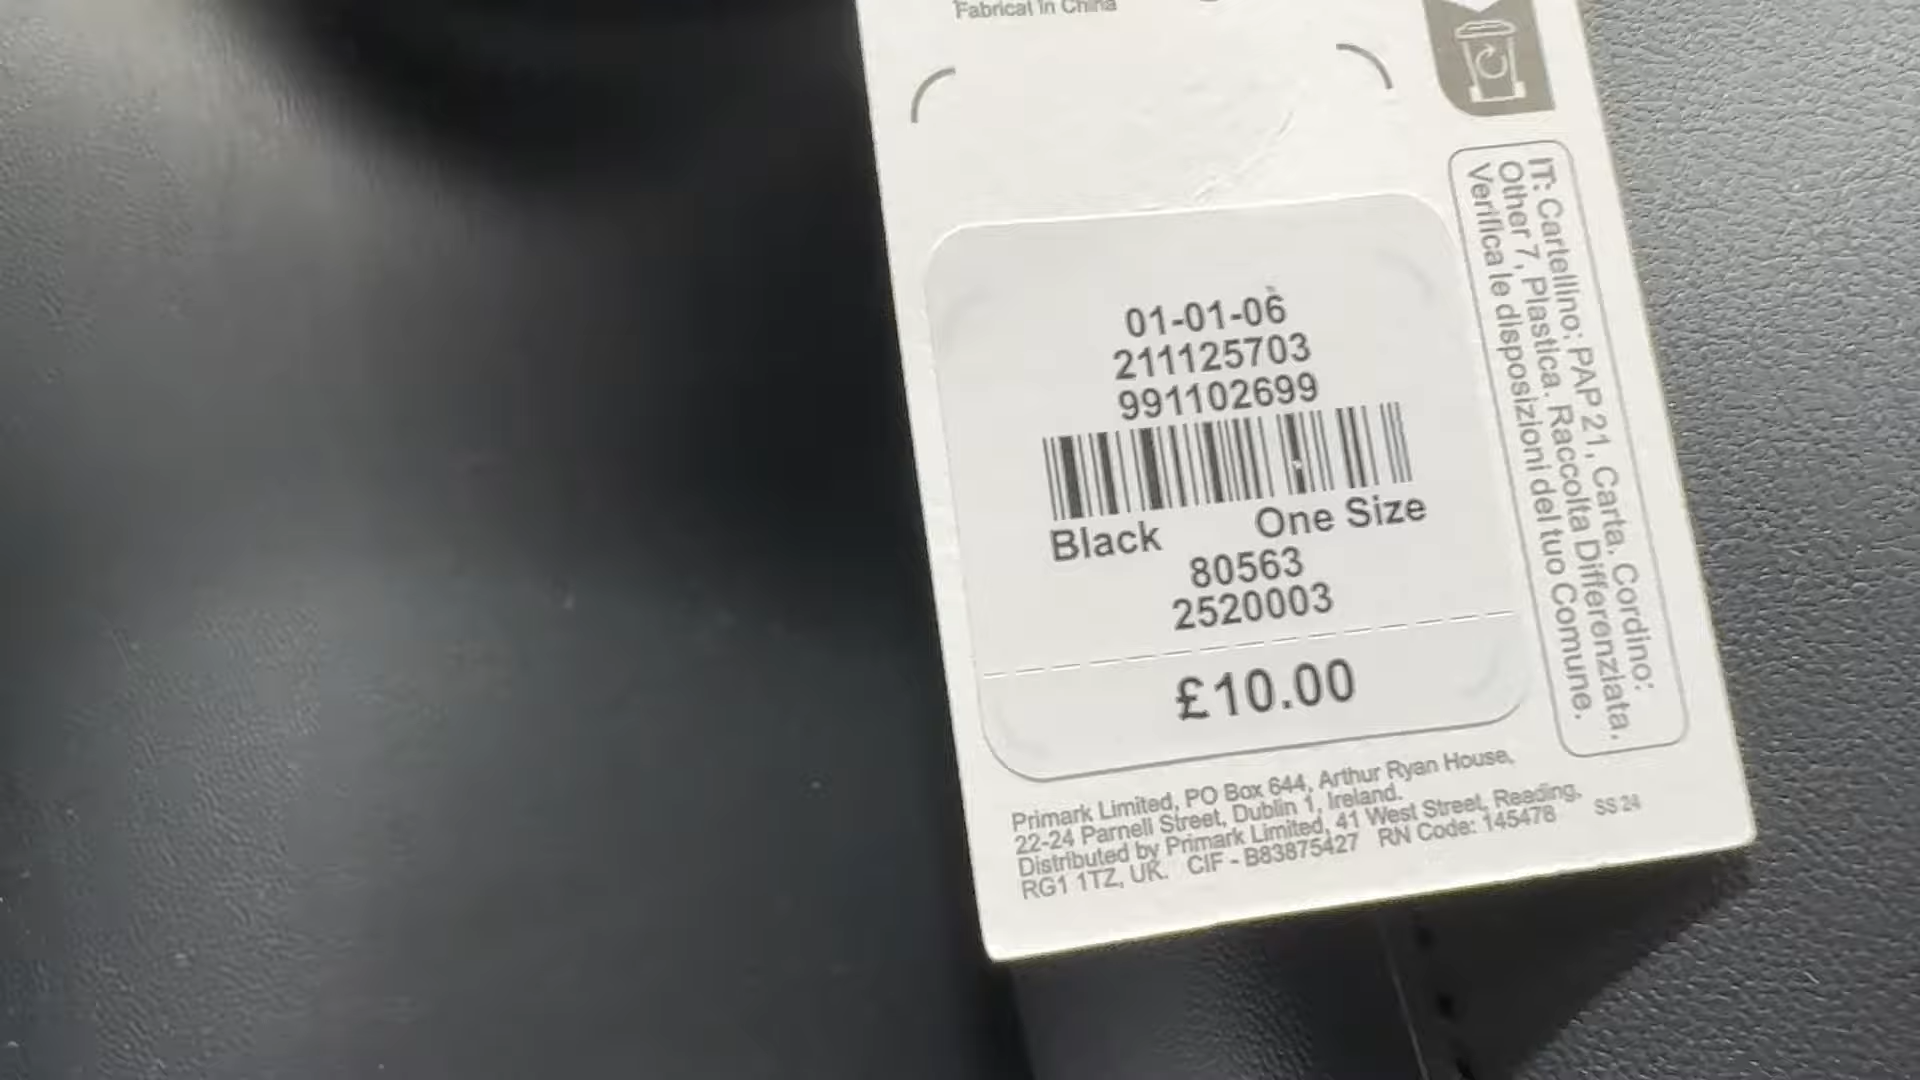 Fabricat în China
01-01-06
211125703
991102699
Black One Size
80563
2520003
£10.00
Primark Limited, PO Box 644, Arthur Ryan House,
22-24 Parnell Street, Dublin 1, Ireland.
Distributed by Primark Limited, 41 West Street, Reading,
RG1 1TZ, UK. CIF - B83875427 RN Code: 145478
SS 24
IT: Cartellino: PAP 21, Carta. Cordino:
Other 7, Plastica. Raccolta Differenziata.
Verifica le disposizioni del tuo Comune.